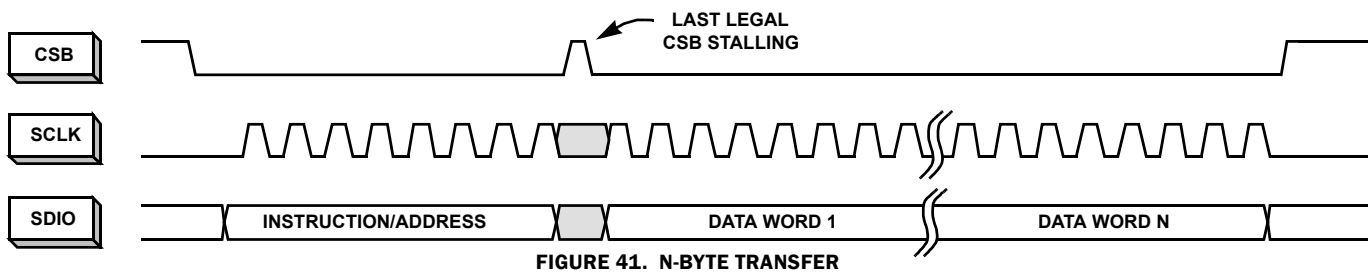 LAST LEGAL
CSB STALLING
CSB
SCLK
SDIO
INSTRUCTION/ADDRESS
DATA WORD 1
DATA WORD N
FIGURE 41. N-BYTE TRANSFER